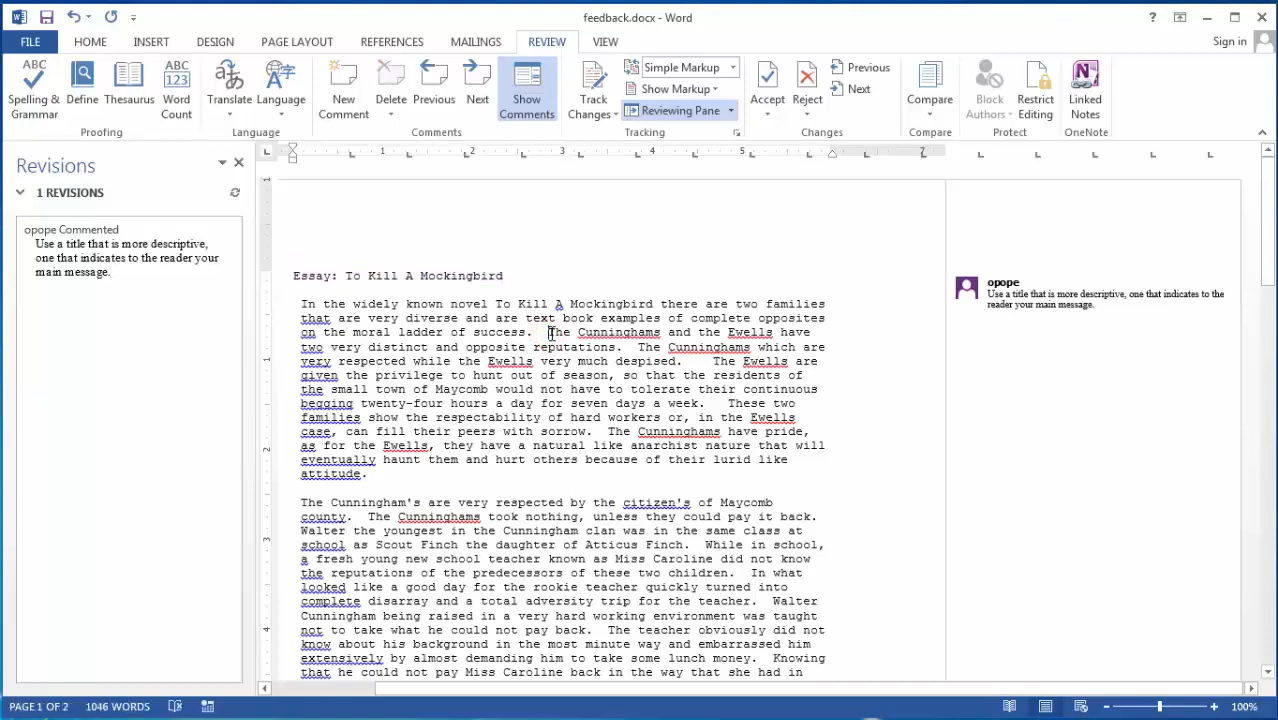 feedback.docx - Word
?
FILE
HOME
INSERT
DESIGN
PAGE LAYOUT
REFERENCES
MAILINGS
REVIEW
VIEW
Sign in
ABC
Spelling &
Grammar
Define
Thesaurus
ABC
123
Word
Count
Proofing
Translate
Language
Language
New
Comment
Delete
Previous
Next
Show
Comments
Comments
Track
Changes
Simple Markup
Show Markup
Reviewing Pane
Tracking
Accept
Reject
Previous
Next
Changes
Compare
Compare
Block
Authors
Restrict
Editing
Protect
Linked
Notes
OneNote
Revisions
1 REVISIONS
opope Commented
Use a title that is more descriptive,
one that indicates to the reader your
main message.
1 2 3 4 5 7
1
1
2
3
4
Essay: To Kill A Mockingbird
In the widely known novel To Kill A Mockingbird there are two families
that are very diverse and are text book examples of complete opposites
on the moral ladder of success. The Cunninghams and the Ewells have
two very distinct and opposite reputations. The Cunninghams which are
very respected while the Ewells very much despised. The Ewells are
given the privilege to hunt out of season, so that the residents of
the small town of Maycomb would not have to tolerate their continuous
begging twenty-four hours a day for seven days a week. These two
families show the respectability of hard workers or, in the Ewells
case, can fill their peers with sorrow. The Cunninghams have pride,
as for the Ewells, they have a natural like anarchist nature that will
eventually haunt them and hurt others because of their lurid like
attitude.
The Cunningham's are very respected by the citizen's of Maycomb
county. The Cunninghams took nothing, unless they could pay it back.
Walter the youngest in the Cunningham clan was in the same class at
school as Scout Finch the daughter of Atticus Finch. While in school,
a fresh young new school teacher known as Miss Caroline did not know
the reputations of the predecessors of these two children. In what
looked like a good day for the rookie teacher quickly turned into
complete disarray and a total adversity trip for the teacher. Walter
Cunningham being raised in a very hard working environment was taught
not to take what he could not pay back. The teacher obviously did not
know about his background in the most minute way and embarrassed him
extensively by almost demanding him to take some lunch money. Knowing
that he could not pay Miss Caroline back in the way that she had in
opope
Use a title that is more descriptive, one that indicates to the
reader your main message.
PAGE 1 OF 2
1046 WORDS
100%